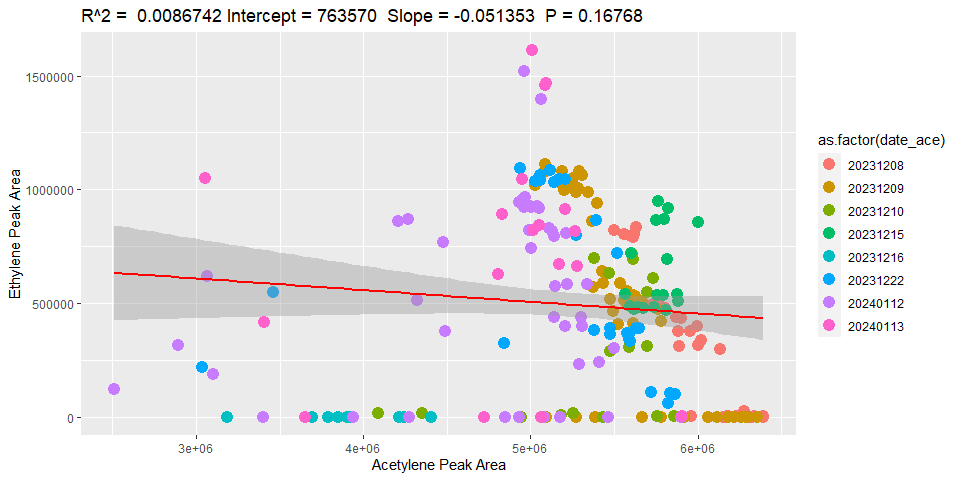 R^2 = 0.0086742 Intercept = 763570 Slope = -0.051353 P = 0.16768
Ethylene Peak Area
1500000
1000000
500000
0
3e+06 4e+06 5e+06 6e+06
Acetylene Peak Area
as.factor(date_ace)
20231208
20231209
20231210
20231215
20231216
20231222
20240112
20240113